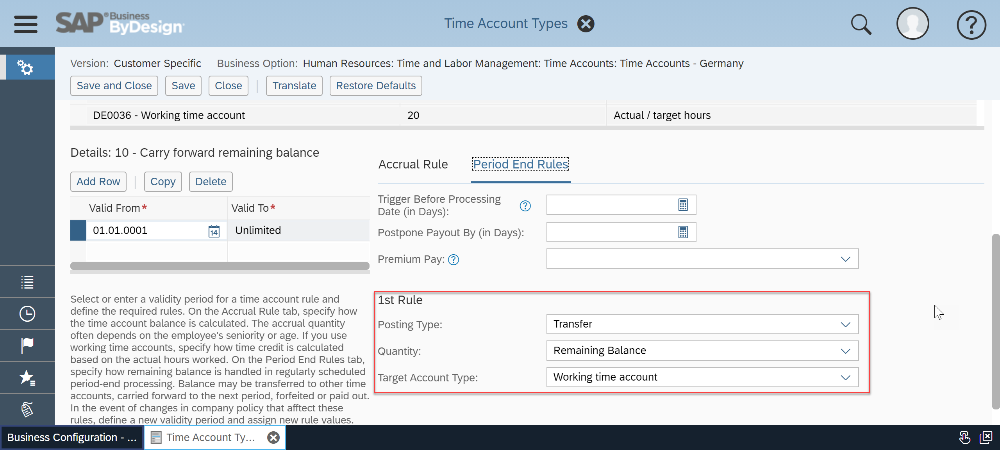 SAP® Business ByDesign
Time Account Types
Version: Customer Specific Business Option: Human Resources: Time and Labor Management: Time Accounts: Time Accounts - Germany
Save and Close Save Close Translate Restore Defaults
DE0036 - Working time account 20 Actual / target hours
Details: 10 - Carry forward remaining balance
Accrual Rule Period End Rules
Add Row Copy Delete
Valid From* Valid To*
01.01.0001 14 Unlimited
Trigger Before Processing
Date (in Days):
Postpone Payout By (in Days):
Premium Pay:
Select or enter a validity period for a time account rule and
define the required rules. On the Accrual Rule tab, specify how
the time account balance is calculated. The accrual quantity
often depends on the employee's seniority or age. If you use
working time accounts, specify how time credit is calculated
based on the actual hours worked. On the Period End Rules tab,
specify how remaining balance is handled in regularly scheduled
period-end processing. Balance may be transferred to other time
accounts, carried forward to the next period, forfeited or paid out.
In the event of changes in company policy that afftect these
rules, define a new validity period and assign new rule values.
1st Rule
Posting Type: Transfer
Quantity: Remaining Balance
Target Account Type: Working time account
Business Configuration - ... Time Account Ty...